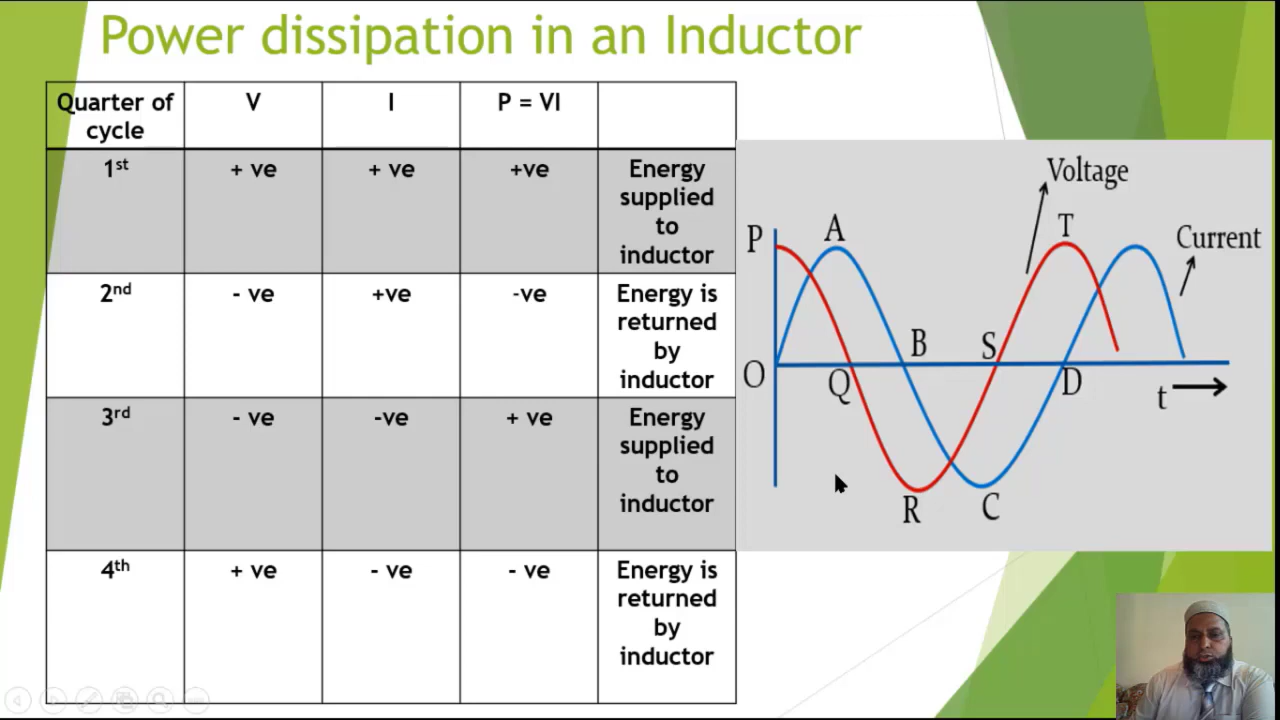 Power dissipation in an Inductor
Quarter of
cycle
V
I
P = VI
1st
+ ve
+ ve
+ve
Energy
supplied
to
inductor
2nd
- ve
+ve
-ve
Energy is
returned
by
inductor
3rd
- ve
-ve
+ ve
Energy
supplied
to
inductor
4th
+ ve
- ve
- ve
Energy is
returned
by
inductor
Voltage
Current
P
A
T
B
S
O
Q
D
t
R
C